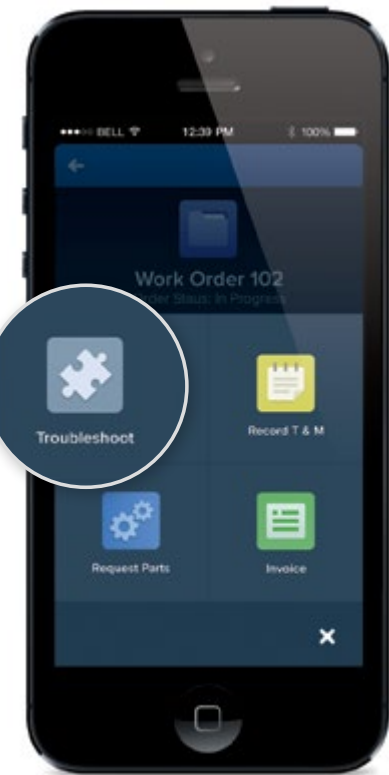 BELL 12:39 PM 100%
Work Order 102
Order Staus: In Progress
Troubleshoot
Record T & M
Request Parts
Invoice